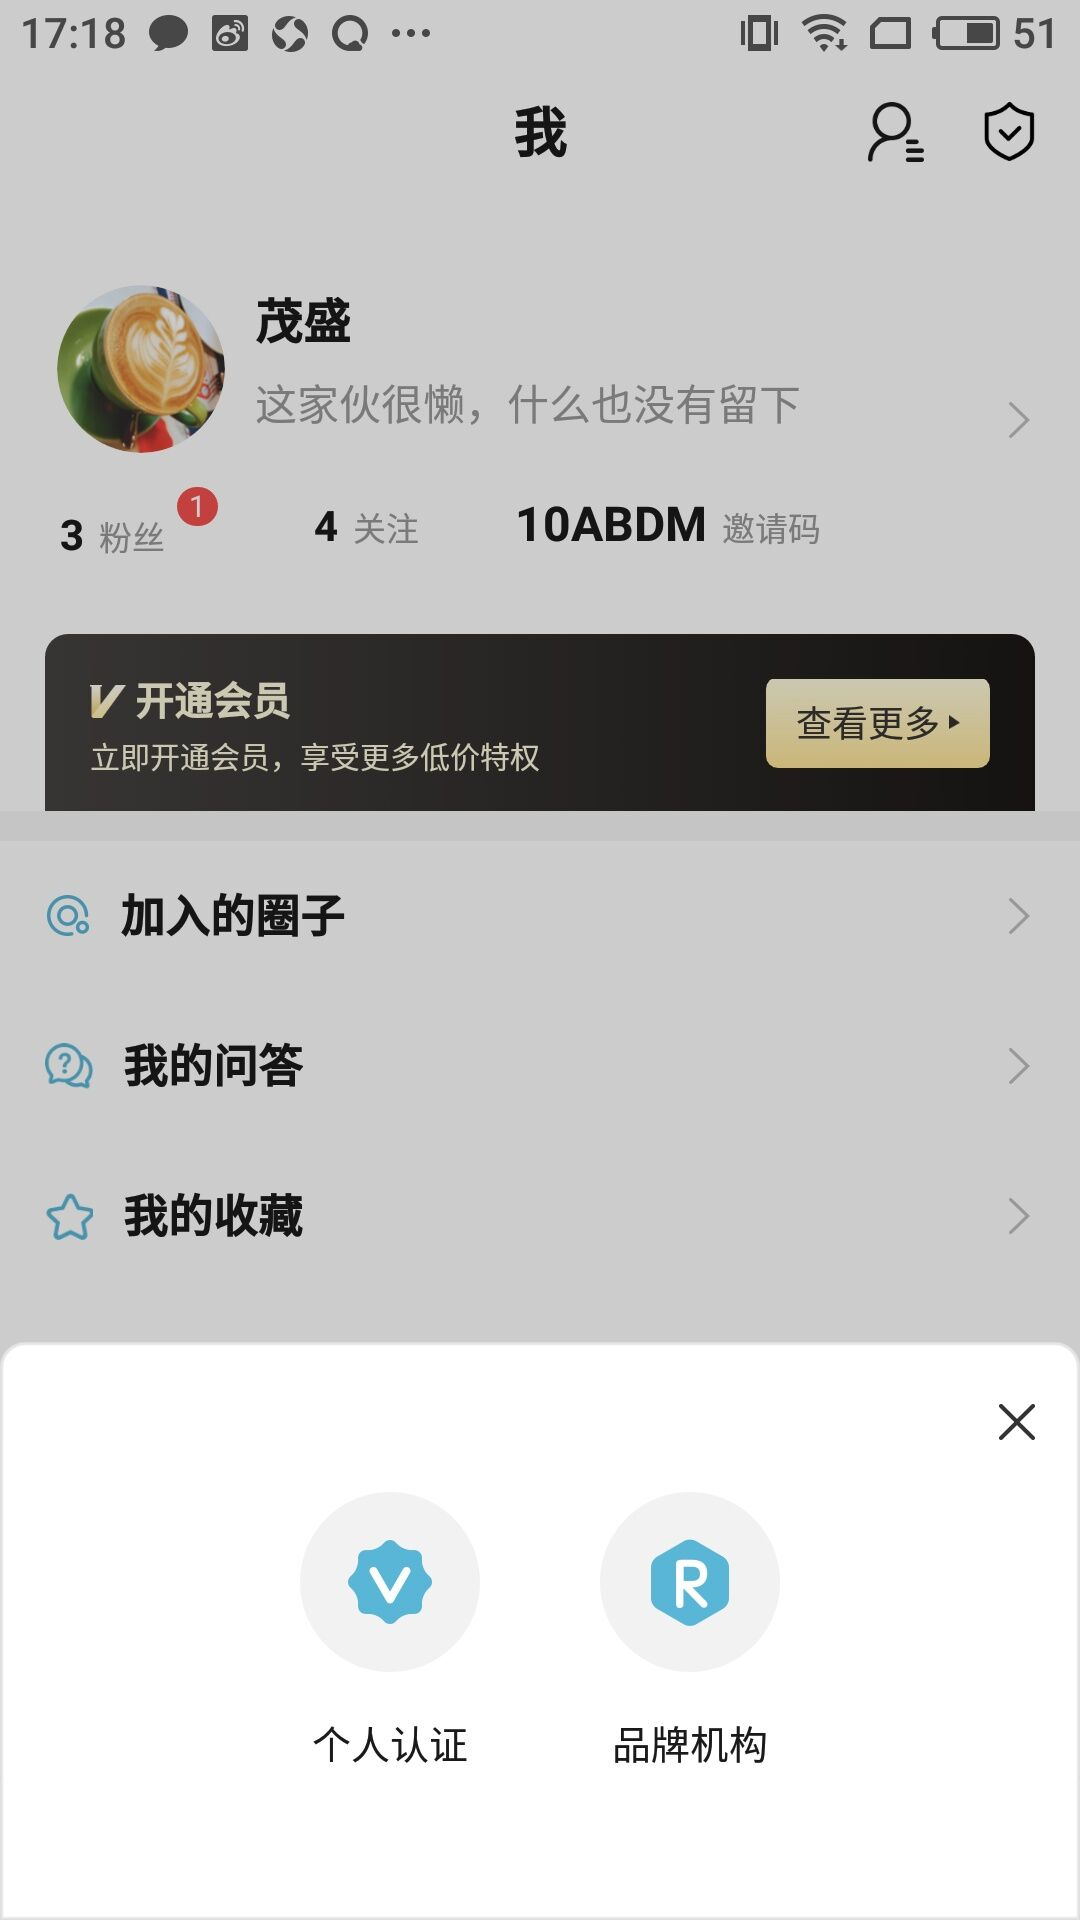 17:18
51
我
茂盛
这家伙很懒，什么也没有留下
3 粉丝 1
4 关注
10ABDM 邀请码
V 开通会员
立即开通会员，享受更多低价特权
查看更多
加入的圈子
我的问答
我的收藏
V
R
个人认证
品牌机构